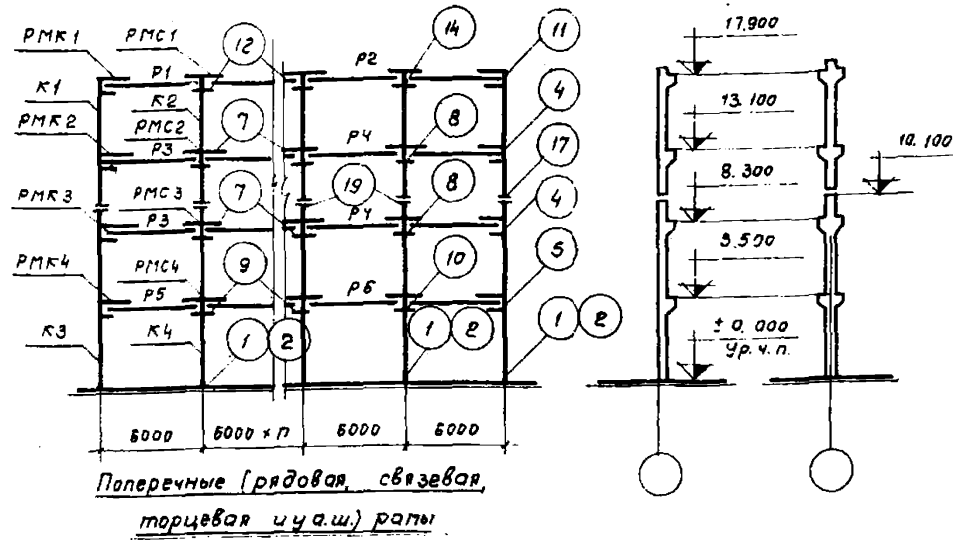 РМК1 РМС1 12 Р2 14 11 17.900
Р1
К1 К2 4 13.100
РМК2 РМС2 7 8
Р3 Р4 17 10.100
РМК3 РМС3 7 19 8 8.300
Р3 Р4 4
РМК4 РМС4 9 10 5 3.500
Р5 Р6
К3 К4 1 2 1 2 1 2 ± 0,000
Ур.ч.п.
6000 6000 × п 6000 6000
Поперечные (рядовая, связевая,
торцевая и у а.ш.) рамы